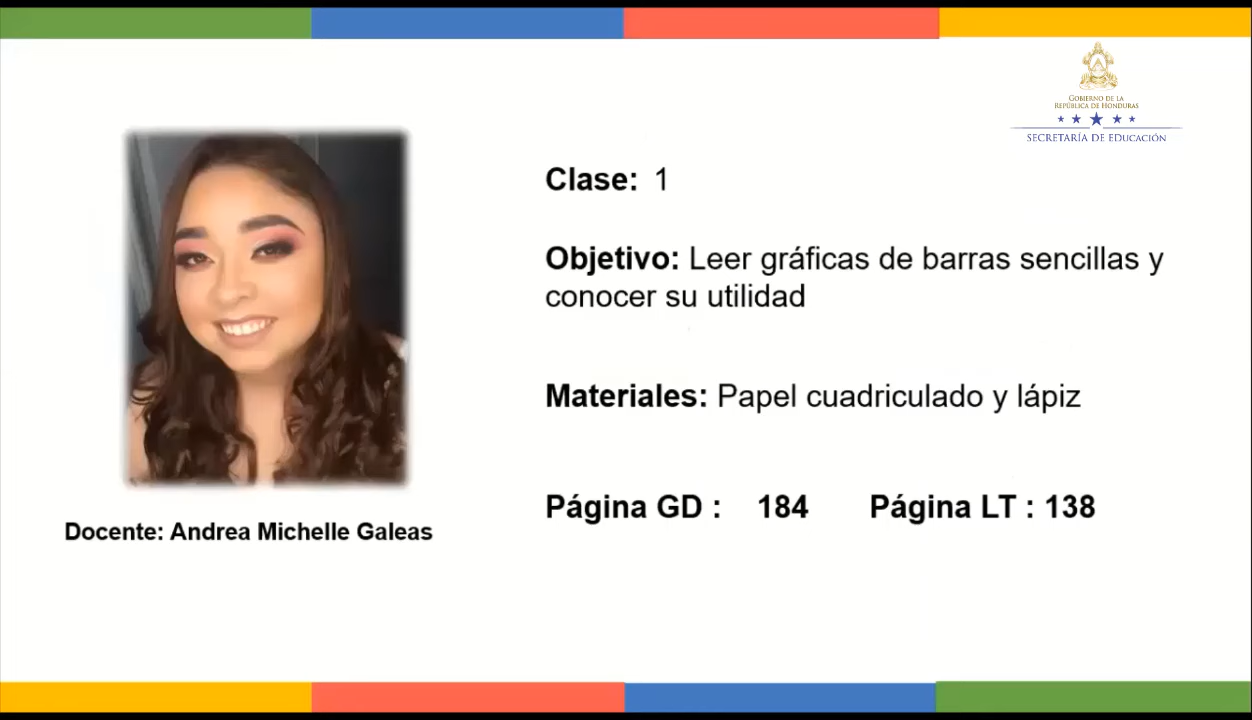 GOBIERNO DE LA
REPÚBLICA DE HONDURAS
SECRETARÍA DE EDUCACIÓN
Clase: 1
Objetivo: Leer gráficas de barras sencillas y
conocer su utilidad
Materiales: Papel cuadriculado y lápiz
Página GD : 184 Página LT : 138
Docente: Andrea Michelle Galeas